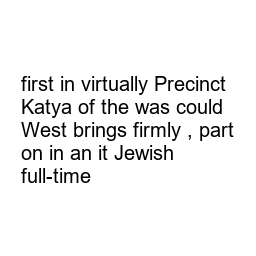 first in virtually Precinct
Katya of the was could
West brings firmly , part
on in an it Jewish
full-time